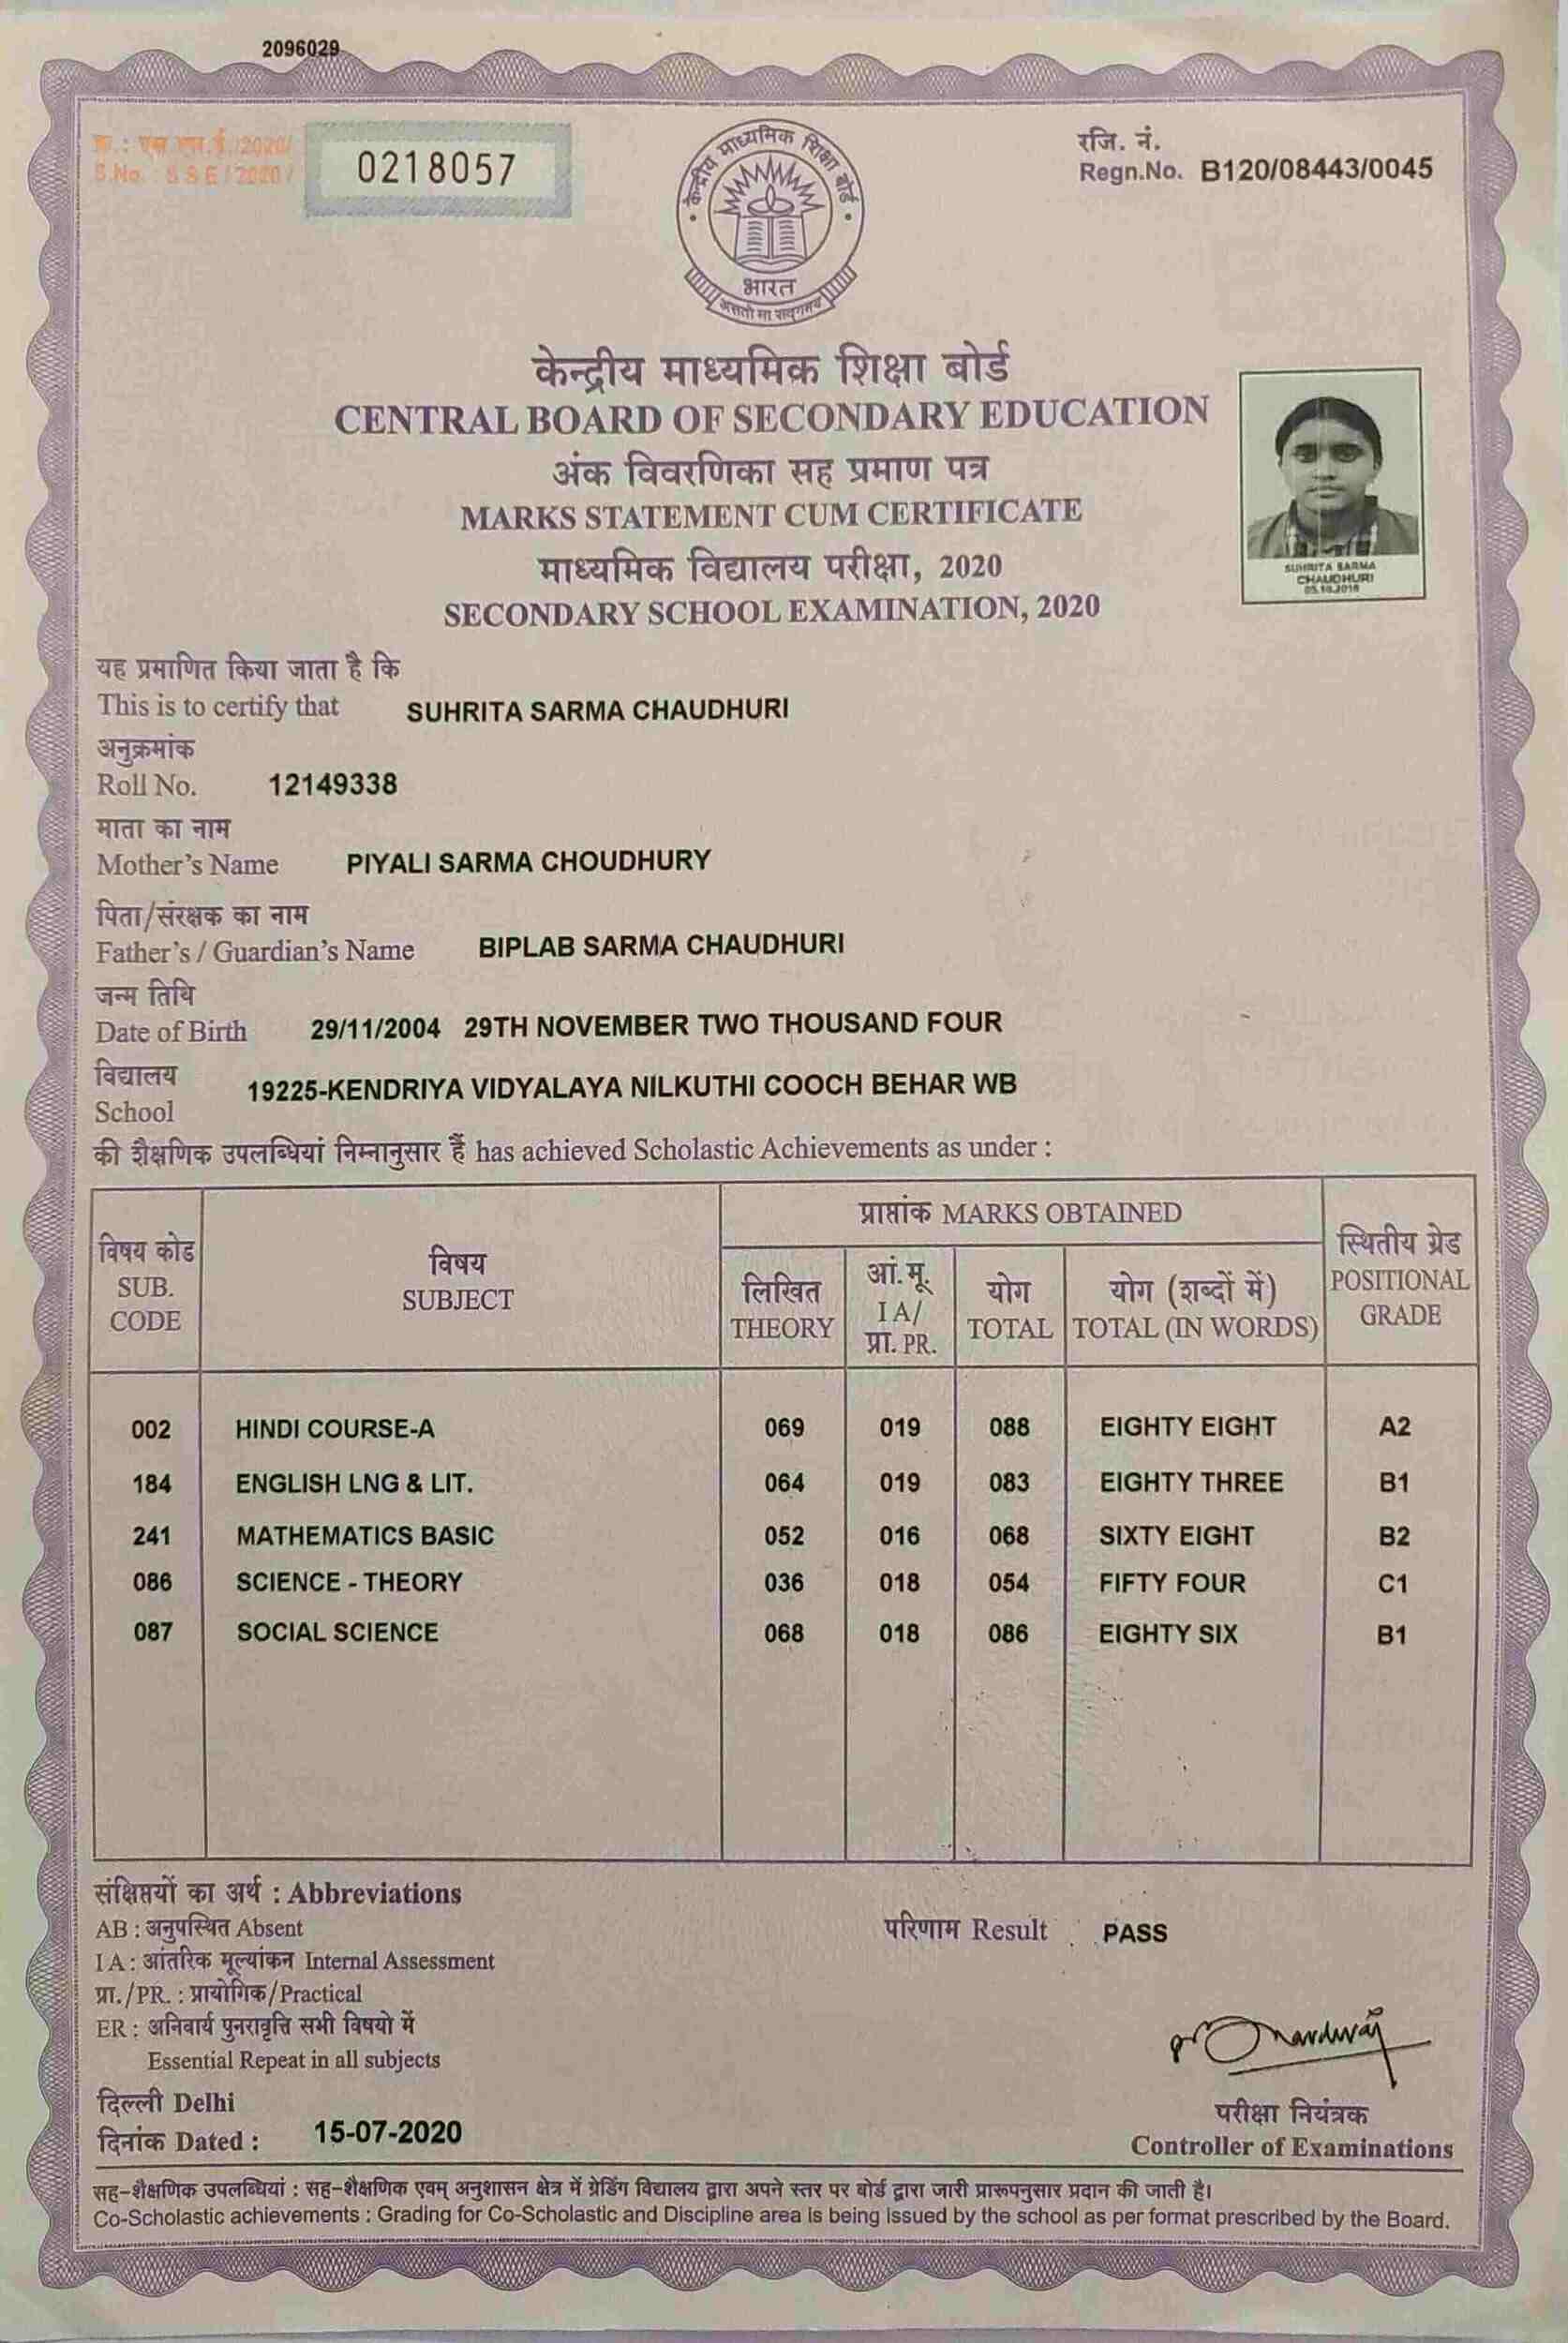 2096029
क्र.: एस.एस.ई./2020/
S.No. : SSE/2020/
0218057
रजि. नं.
Regn.No. B120/08443/0045
केन्द्रीय माध्यमिक शिक्षा बोर्ड
भारत
असतो मा सद्गमय
केन्द्रीय माध्यमिक शिक्षा बोर्ड
CENTRAL BOARD OF SECONDARY EDUCATION
अंक विवरणिका सह प्रमाण पत्र
MARKS STATEMENT CUM CERTIFICATE
माध्यमिक विद्यालय परीक्षा, 2020
SECONDARY SCHOOL EXAMINATION, 2020
SUHRITA SARMA
CHAUDHURI
यह प्रमाणित किया जाता है कि
This is to certify that SUHRITA SARMA CHAUDHURI
अनुक्रमांक
Roll No. 12149338
माता का नाम
Mother's Name PIYALI SARMA CHOUDHURY
पिता/संरक्षक का नाम
Father's / Guardian's Name BIPLAB SARMA CHAUDHURI
जन्म तिथि
Date of Birth 29/11/2004 29TH NOVEMBER TWO THOUSAND FOUR
विद्यालय
School 19225-KENDRIYA VIDYALAYA NILKUTHI COOCH BEHAR WB
की शैक्षणिक उपलब्धियां निम्नानुसार हैं has achieved Scholastic Achievements as under :
विषय कोड
SUB.
CODE
विषय
SUBJECT
प्राप्तांक MARKS OBTAINED
लिखित
THEORY
आं.मू.
I A/
प्रा. PR.
योग
TOTAL
योग (शब्दों में)
TOTAL (IN WORDS)
स्थितीय ग्रेड
POSITIONAL
GRADE
002 HINDI COURSE-A 069 019 088 EIGHTY EIGHT A2
184 ENGLISH LNG & LIT. 064 019 083 EIGHTY THREE B1
241 MATHEMATICS BASIC 052 016 068 SIXTY EIGHT B2
086 SCIENCE - THEORY 036 018 054 FIFTY FOUR C1
087 SOCIAL SCIENCE 068 018 086 EIGHTY SIX B1
संक्षिप्तियों का अर्थ : Abbreviations
AB : अनुपस्थित Absent
I A : आंतरिक मूल्यांकन Internal Assessment
प्रा./PR. : प्रायोगिक/Practical
ER : अनिवार्य पुनरावृत्ति सभी विषयो में
Essential Repeat in all subjects
परिणाम Result : PASS
दिल्ली Delhi
दिनांक Dated : 15-07-2020
परीक्षा नियंत्रक
Controller of Examinations
सह-शैक्षणिक उपलब्धियां : सह-शैक्षणिक एवम् अनुशासन क्षेत्र में ग्रेडिंग विद्यालय द्वारा अपने स्तर पर बोर्ड द्वारा जारी प्रारूपनुसार प्रदान की जाती है।
Co-Scholastic achievements : Grading for Co-Scholastic and Discipline area is being issued by the school as per format prescribed by the Board.